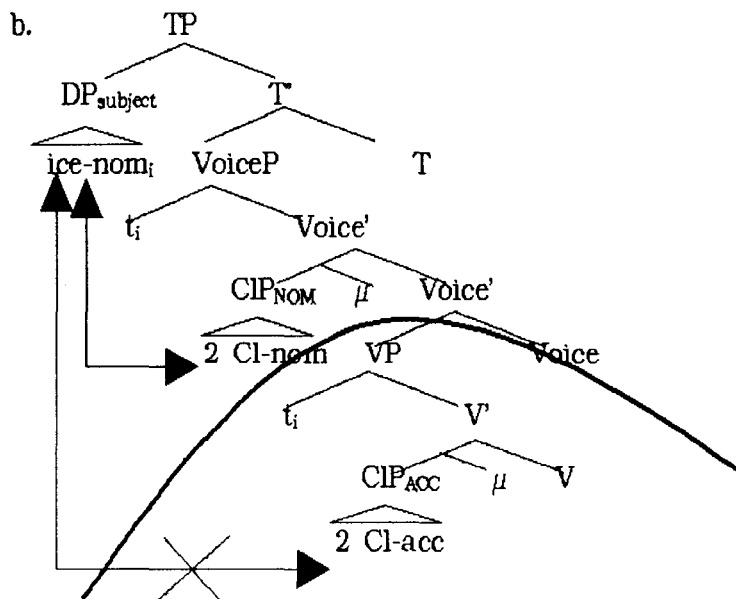 b. TP
DPsubject T'
ice-nomi VoiceP T
ti Voice'
ClPNOM μ Voice'
2 Cl-nom VP Voice
ti V'
ClPACC μ V
2 Cl-acc